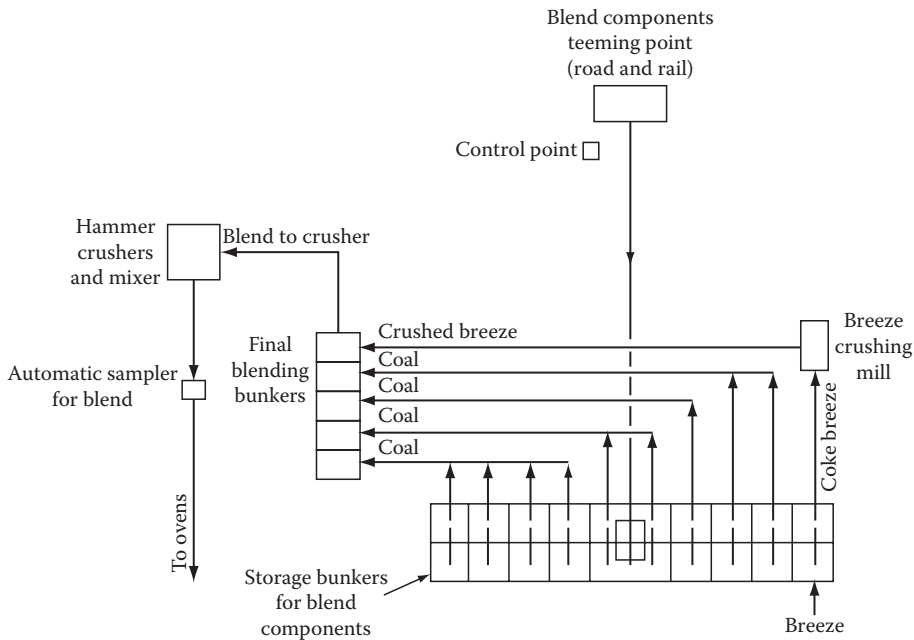 Blend components
teeming point
(road and rail)
Control point
Hammer
crushers
and mixer
Blend to crusher
Crushed breeze
Breeze
crushing
mill
Final
blending
bunkers
Coal
Automatic sampler
for blend
Coal
Coal
Coal
Coke breeze
To ovens
Storage bunkers
for blend
components
Breeze